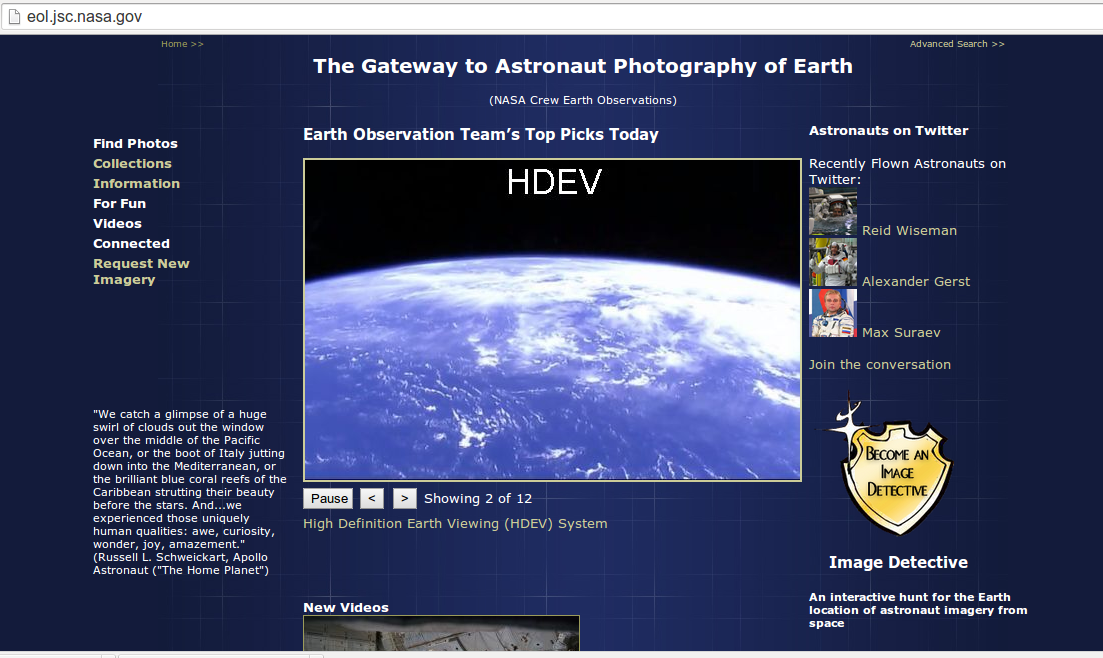 eol.jsc.nasa.gov
Home >>
Advanced Search >>
The Gateway to Astronaut Photography of Earth
(NASA Crew Earth Observations)
Find Photos
Collections
Information
For Fun
Videos
Connected
Request New
Imagery
"We catch a glimpse of a huge
swirl of clouds out the window
over the middle of the Pacific
Ocean, or the boot of Italy jutting
down into the Mediterranean, or
the brilliant blue coral reefs of the
Caribbean strutting their beauty
before the stars. And...we
experienced those uniquely
human qualities: awe, curiosity,
wonder, joy, amazement."
(Russell L. Schweickart, Apollo
Astronaut ("The Home Planet")
Earth Observation Team’s Top Picks Today
HDEV
Pause < > Showing 2 of 12
High Definition Earth Viewing (HDEV) System
New Videos
Astronauts on Twitter
Recently Flown Astronauts on
Twitter:
Reid Wiseman
Alexander Gerst
Max Suraev
Join the conversation
BECOME AN
IMAGE
DETECTIVE
Image Detective
An interactive hunt for the Earth
location of astronaut imagery from
space